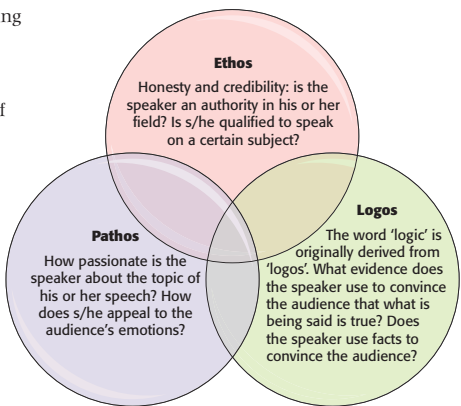 ing
f
Ethos
Honesty and credibility: is the
speaker an authority in his or her
field? Is s/he qualified to speak
on a certain subject?
Pathos
How passionate is the
speaker about the topic of
his or her speech? How
does s/he appeal to the
audience's emotions?
Logos
The word ‘logic’ is
originally derived from
‘logos’. What evidence does
the speaker use to convince
the audience that what is
being said is true? Does
the speaker use facts to
convince the audience?